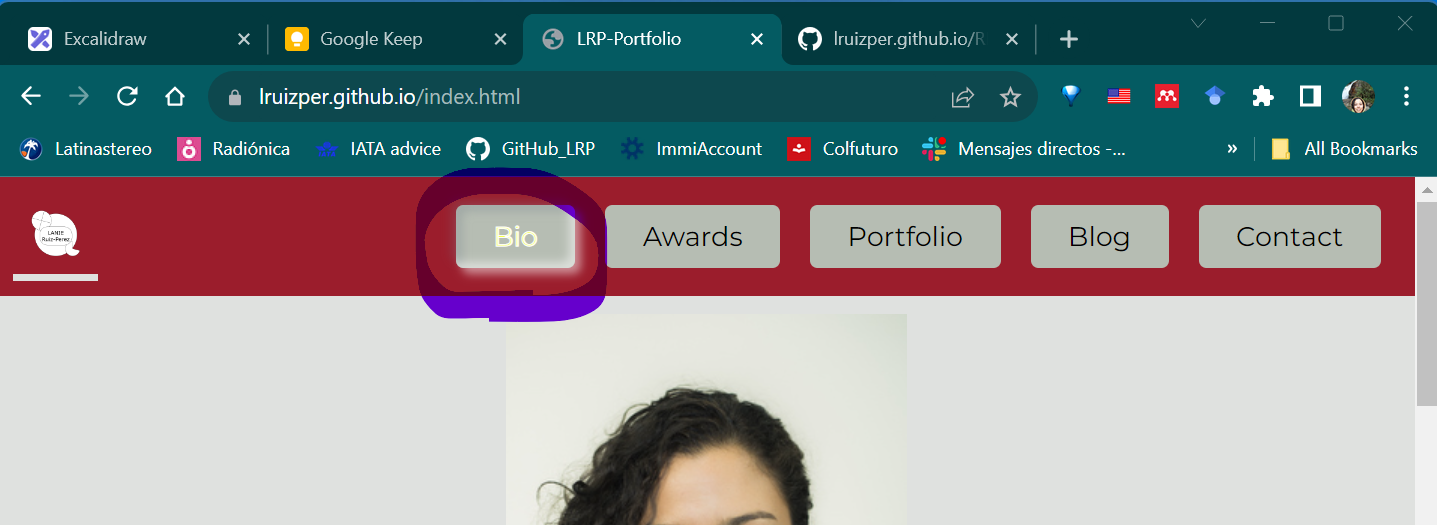 Excalidraw
Google Keep
LRP-Portfolio
lruizper.github.io/R
lruizper.github.io/index.html
Latinastereo
Radiónica
IATA advice
GitHub_LRP
ImmiAccount
Colfuturo
Mensajes directos -...
»
All Bookmarks
LANIE
Ruiz-Perez
Bio
Awards
Portfolio
Blog
Contact